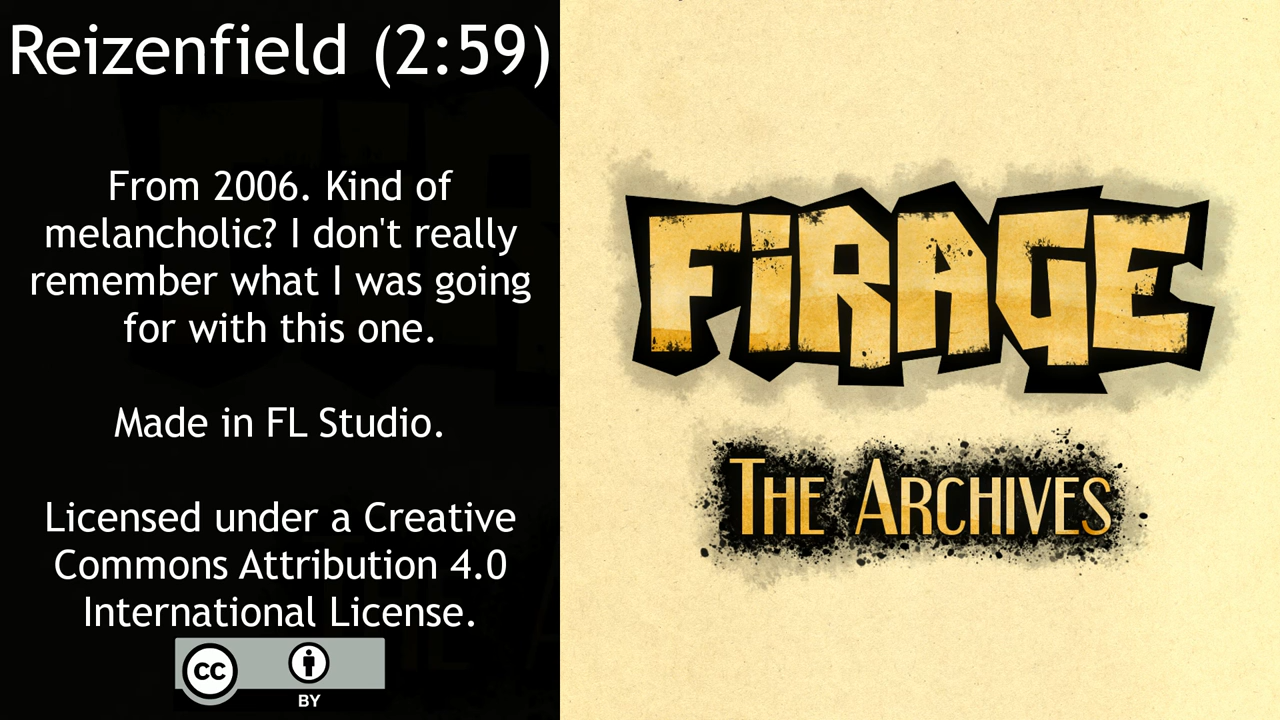 Reizenfield (2:59)
From 2006. Kind of
melancholic? I don't really
remember what I was going
for with this one.
Made in FL Studio.
Licensed under a Creative
Commons Attribution 4.0
International License.
cc
BY
FiRAGE
The Archives